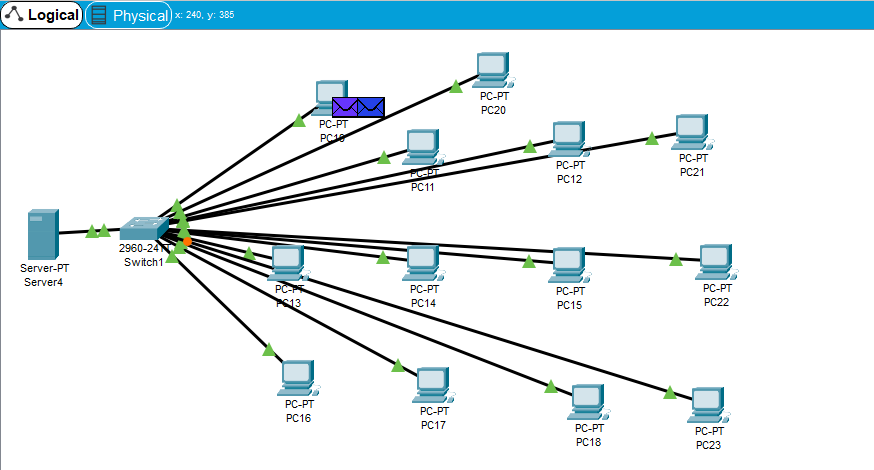 Logical
Physical
x: 240, y: 385
PC-PT
PC20
PC-PT
PC10
PC-PT
PC11
PC-PT
PC12
PC-PT
PC21
Server-PT
Server4
2960-24TT
Switch1
PC-PT
PC13
PC-PT
PC14
PC-PT
PC15
PC-PT
PC22
PC-PT
PC16
PC-PT
PC17
PC-PT
PC18
PC-PT
PC23